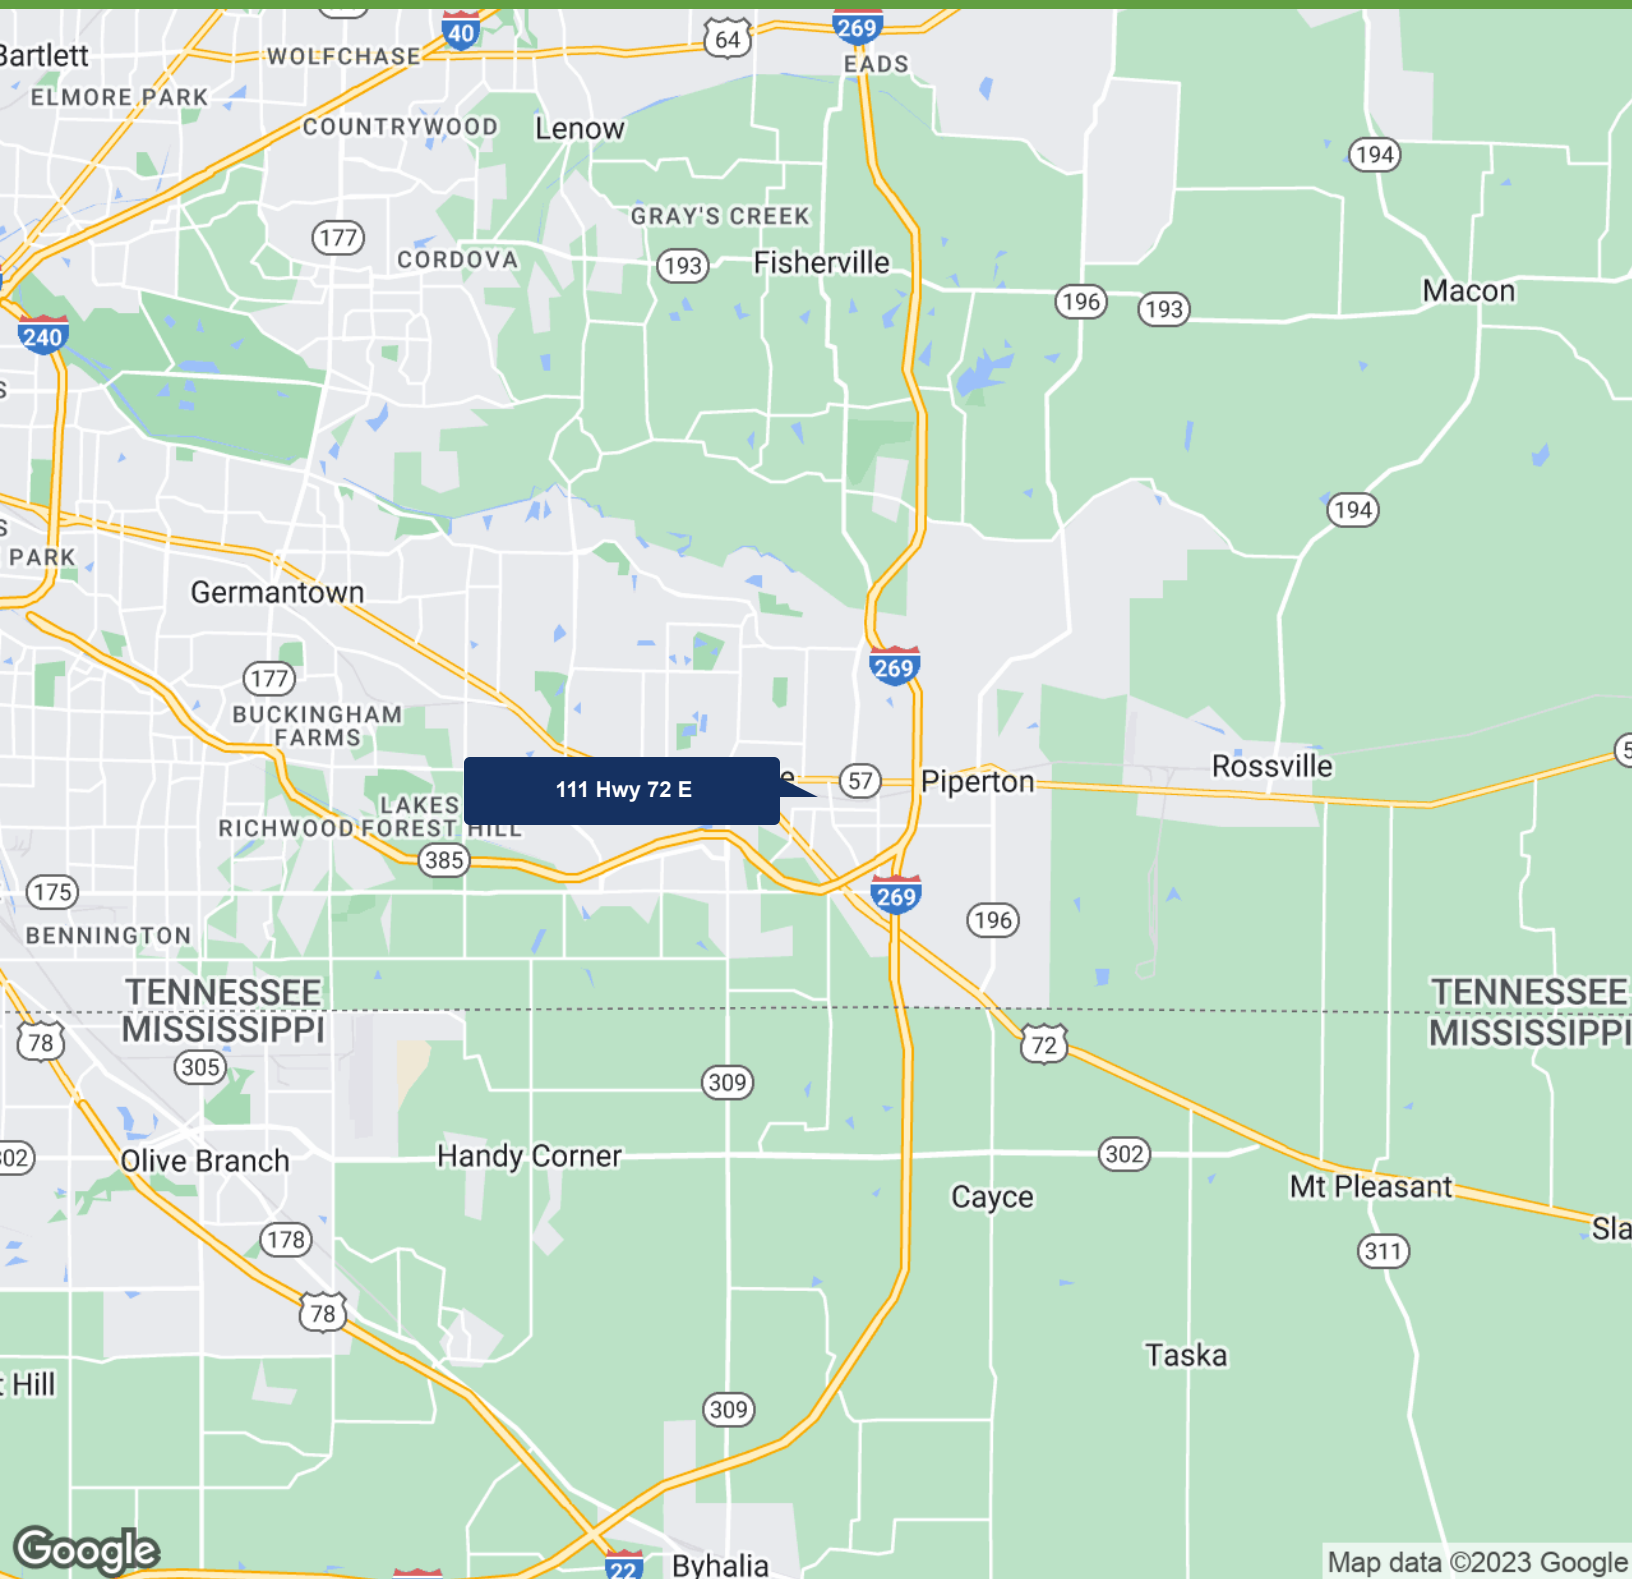 40
64
269
Bartlett
WOLFCHASE
EADS
ELMORE PARK
COUNTRYWOOD
Lenow
194
GRAY'S CREEK
177
CORDOVA
193
Fisherville
196
193
Macon
240
194
PARK
Germantown
269
177
BUCKINGHAM
FARMS
111 Hwy 72 E
57
Piperton
Rossville
LAKES
RICHWOOD
FOREST HILL
385
175
269
196
BENNINGTON
TENNESSEE
MISSISSIPPI
TENNESSEE
MISSISSIPPI
78
72
305
309
Olive Branch
Handy Corner
302
Cayce
Mt Pleasant
178
311
78
Taska
Hill
309
Google
22
Byhalia
Map data ©2023 Google